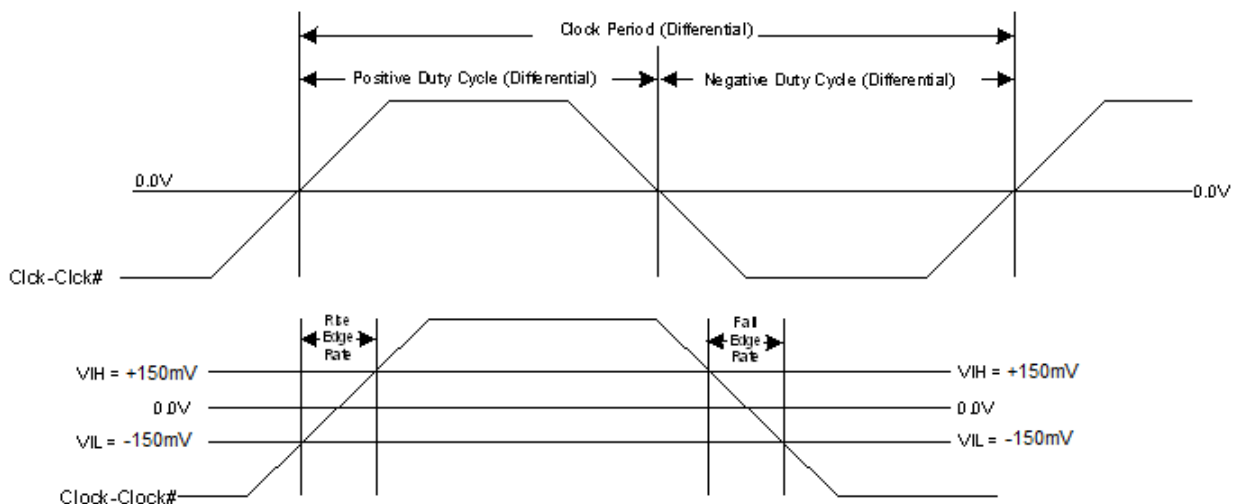 Clock Period (Differential)
Positive Duty Cycle (Differential)
Negative Duty Cycle (Differential)
0.0V
0.0V
Clck-Clck#
Rise
Edge
Rate
Fall
Edge
Rate
VIH = +150mV
VIH = +150mV
0.0V
0.0V
VIL = -150mV
VIL = -150mV
Clock-Clock#